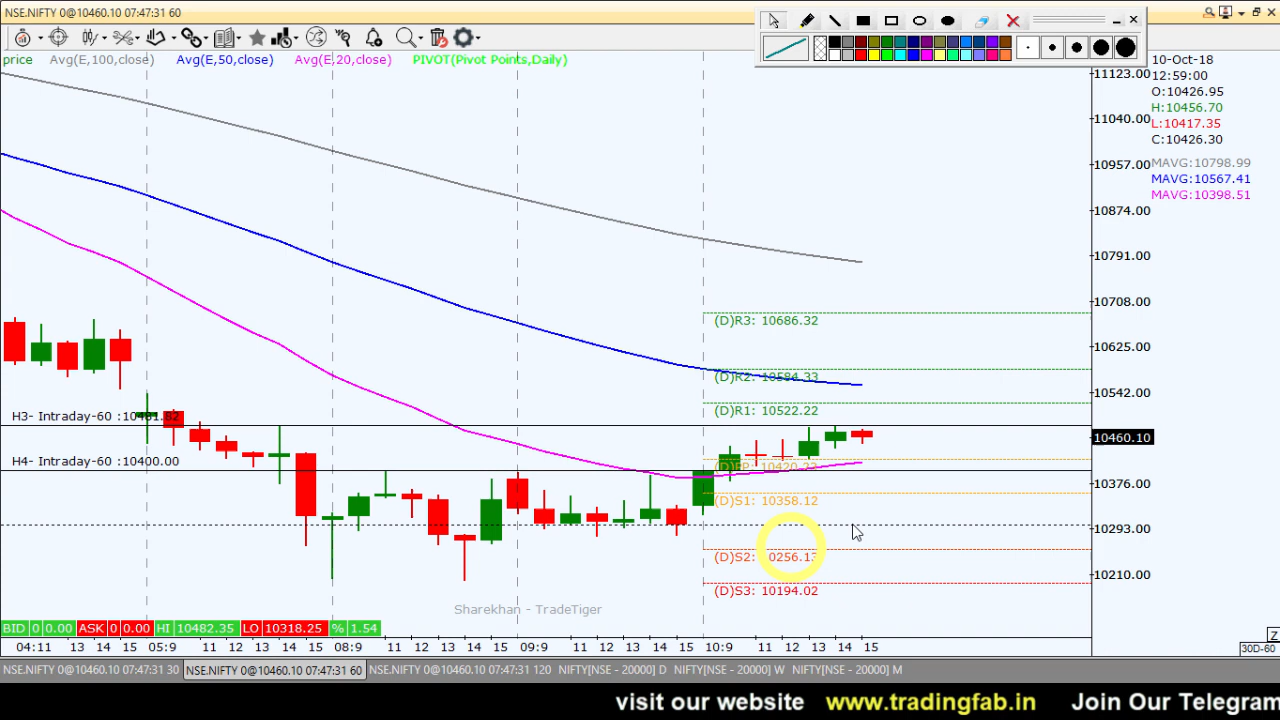 NSE.NIFTY 0@10460.10 07:47:31 60
price Avg(E,100,close) Avg(E,50,close) Avg(E,20,close) PIVOT(Pivot Points,Daily)
10-Oct-18
12:59:00
O:10426.95
H:10456.70
L:10417.35
C:10426.30
MAVG:10798.99
MAVG:10567.41
MAVG:10398.51
11123.00
11040.00
10957.00
10874.00
10791.00
10708.00
10625.00
10542.00
10460.10
10376.00
10293.00
10210.00
(D)R3: 10686.32
(D)R2: 10584.33
(D)R1: 10522.22
H3- Intraday-60 :10481.82
H4- Intraday-60 :10400.00
(D)PP: 10420.23
(D)S1: 10358.12
(D)S2: 10256.13
(D)S3: 10194.02
Sharekhan - TradeTiger
BID 0 0.00 ASK 0 0.00 HI 10482.35 LO 10318.25 % 1.54
Z
04:11 13 14 15 05:9 11 12 13 14 15 08:9 11 12 13 14 15 09:9 11 12 13 14 15 10:9 11 12 13 14 15
30D-60
NSE.NIFTY 0@10460.10 07:47:31 30 NSE.NIFTY 0@10460.10 07:47:31 60 NSE.NIFTY 0@10460.10 07:47:31 120 NIFTY[NSE - 20000] D NIFTY[NSE - 20000] W NIFTY[NSE - 20000] M
visit our website www.tradingfab.in Join Our Telegram